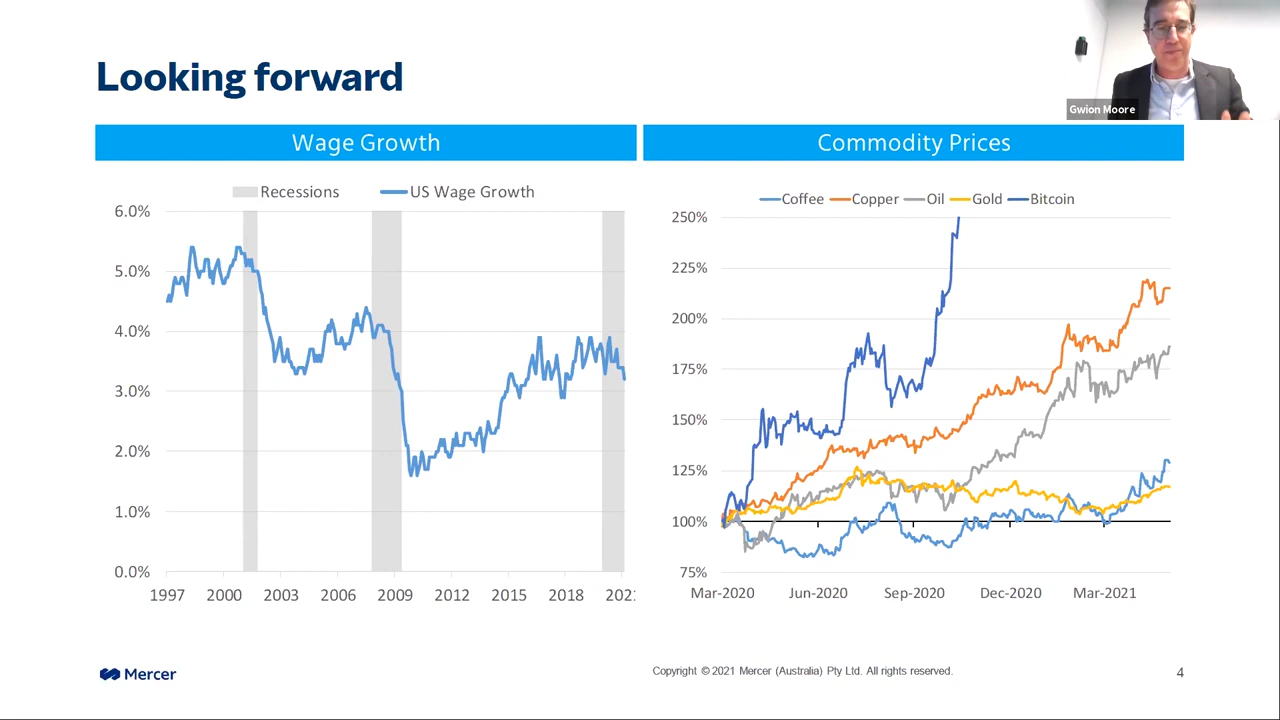 Looking forward
Gwion Moore
Wage Growth
Commodity Prices
Recessions
US Wage Growth
6.0%
5.0%
4.0%
3.0%
2.0%
1.0%
0.0%
1997 2000 2003 2006 2009 2012 2015 2018 2021
Coffee Copper Oil Gold Bitcoin
250%
225%
200%
175%
150%
125%
100%
75%
Mar-2020 Jun-2020 Sep-2020 Dec-2020 Mar-2021
Mercer
Copyright © 2021 Mercer (Australia) Pty Ltd. All rights reserved.
4